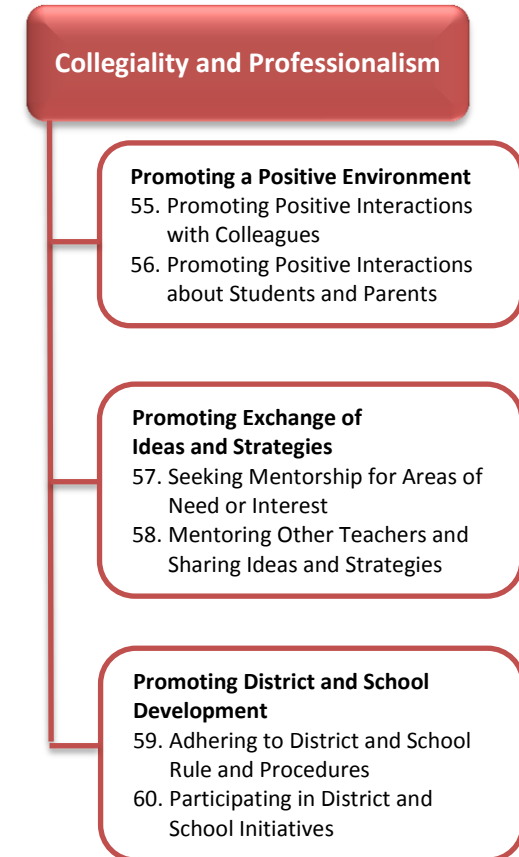 Collegiality and Professionalism
Promoting a Positive Environment
55. Promoting Positive Interactions
with Colleagues
56. Promoting Positive Interactions
about Students and Parents
Promoting Exchange of
Ideas and Strategies
57. Seeking Mentorship for Areas of
Need or Interest
58. Mentoring Other Teachers and
Sharing Ideas and Strategies
Promoting District and School
Development
59. Adhering to District and School
Rule and Procedures
60. Participating in District and
School Initiatives